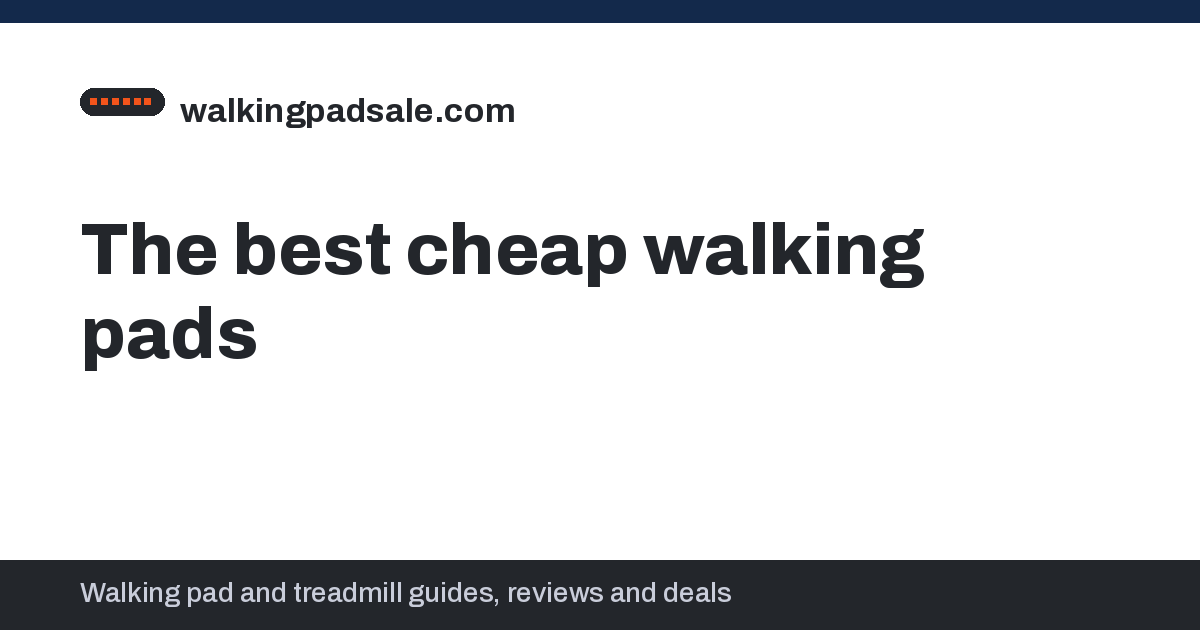 walkingpadsale.com
The best cheap walking
pads
Walking pad and treadmill guides, reviews and deals